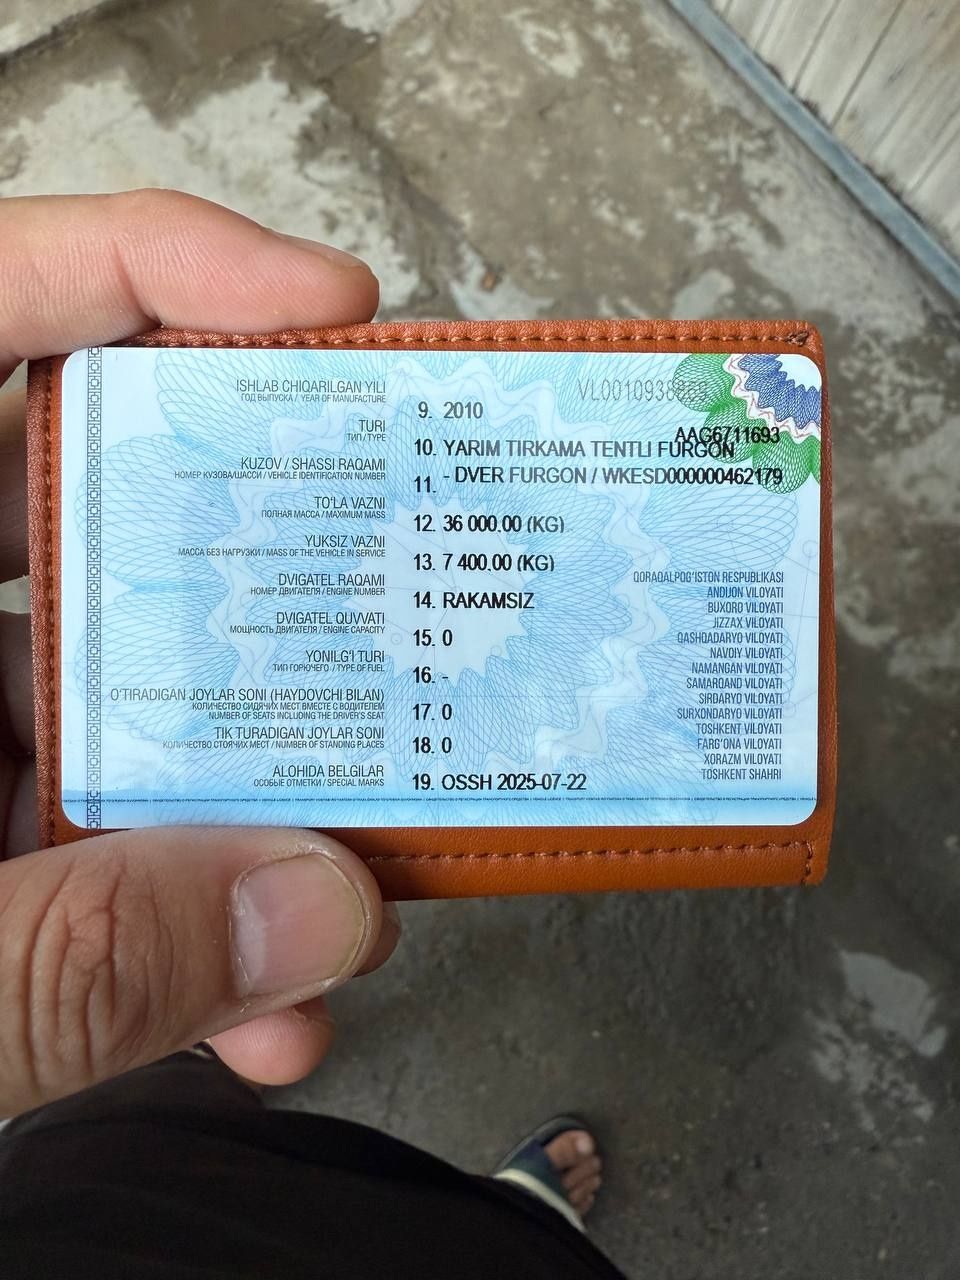 VL0010938869
AAG6711693
ISHLAB CHIQARILGAN YILI
ГОД ВЫПУСКА / YEAR OF MANUFACTURE
9. 2010
TURI
ТИП / TYPE
10. YARIM TIRKAMA TENTLI FURGON
KUZOV / SHASSI RAQAMI
НОМЕР КУЗОВА/ШАССИ / VEHICLE IDENTIFICATION NUMBER
11. - DVER FURGON / WKESD000000462179
TO‘LA VAZNI
ПОЛНАЯ МАССА / MAXIMUM MASS
12. 36 000.00 (KG)
YUKSIZ VAZNI
МАССА БЕЗ НАГРУЗКИ / MASS OF THE VEHICLE IN SERVICE
13. 7 400.00 (KG)
DVIGATEL RAQAMI
НОМЕР ДВИГАТЕЛЯ / ENGINE NUMBER
14. RAKAMSIZ
DVIGATEL QUVVATI
МОЩНОСТЬ ДВИГАТЕЛЯ / ENGINE CAPACITY
15. 0
YONILG‘I TURI
ТИП ГОРЮЧЕГО / TYPE OF FUEL
16. -
O‘TIRADIGAN JOYLAR SONI (HAYDOVCHI BILAN)
КОЛИЧЕСТВО СИДЯЧИХ МЕСТ ВМЕСТЕ С ВОДИТЕЛЕМ
NUMBER OF SEATS INCLUDING THE DRIVER'S SEAT
17. 0
TIK TURADIGAN JOYLAR SONI
КОЛИЧЕСТВО СТОЯЧИХ МЕСТ / NUMBER OF STANDING PLACES
18. 0
ALOHIDA BELGILAR
ОСОБЫЕ ОТМЕТКИ / SPECIAL MARKS
19. OSSH 2025-07-22
QORAQALPOG‘ISTON RESPUBLIKASI
ANDIJON VILOYATI
BUXORO VILOYATI
JIZZAX VILOYATI
QASHQADARYO VILOYATI
NAVOIY VILOYATI
NAMANGAN VILOYATI
SAMARQAND VILOYATI
SIRDARYO VILOYATI
SURXONDARYO VILOYATI
TOSHKENT VILOYATI
FARG‘ONA VILOYATI
XORAZM VILOYATI
TOSHKENT SHAHRI